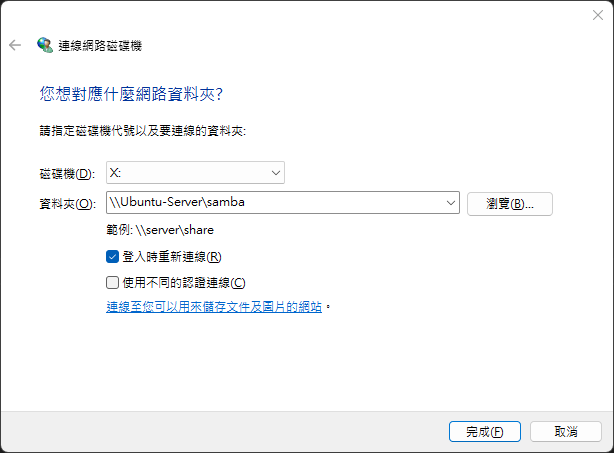 連線網路磁碟機
您想對應什麼網路資料夾?
請指定磁碟機代號以及要連線的資料夾:
磁碟機(D): X:
資料夾(O): \\Ubuntu-Server\samba 瀏覽(B)...
範例: \\server\share
登入時重新連線(R)
使用不同的認證連線(C)
連線至您可以用來儲存文件及圖片的網站。
完成(F) 取消